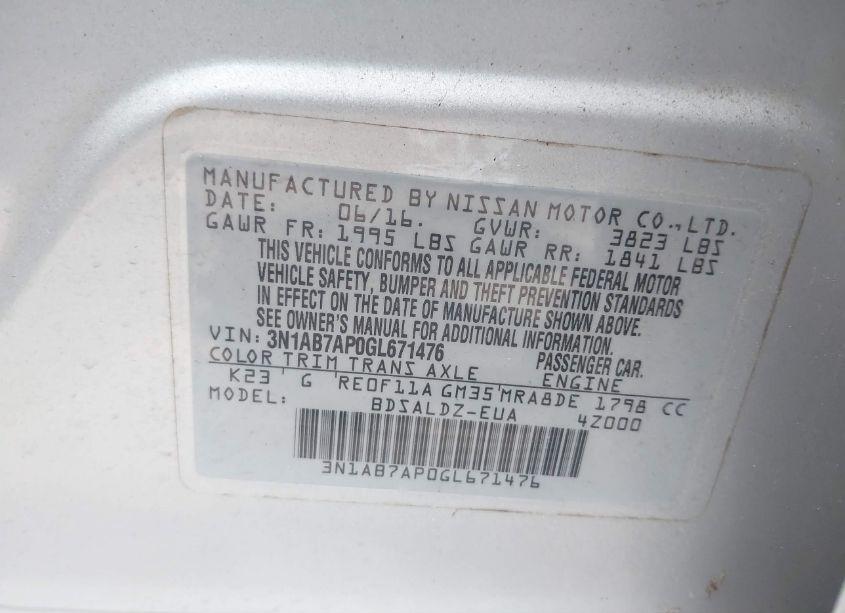 MANUFACTURED BY NISSAN MOTOR CO.,LTD.
DATE: 06/16. GVWR: 3823 LBS
GAWR FR: 1995 LBS GAWR RR: 1841 LBS
THIS VEHICLE CONFORMS TO ALL APPLICABLE FEDERAL MOTOR
VEHICLE SAFETY, BUMPER AND THEFT PREVENTION STANDARDS
IN EFFECT ON THE DATE OF MANUFACTURE SHOWN ABOVE.
SEE OWNER'S MANUAL FOR ADDITIONAL INFORMATION.
VIN: 3N1AB7AP0GL671476 PASSENGER CAR.
COLOR TRIM TRANS AXLE ENGINE
K23 ' G 'RE0F11A GM35'MRA8DE 1798 CC
MODEL: BDSALDZ-EUA 4Z000
3N1AB7AP0GL671476